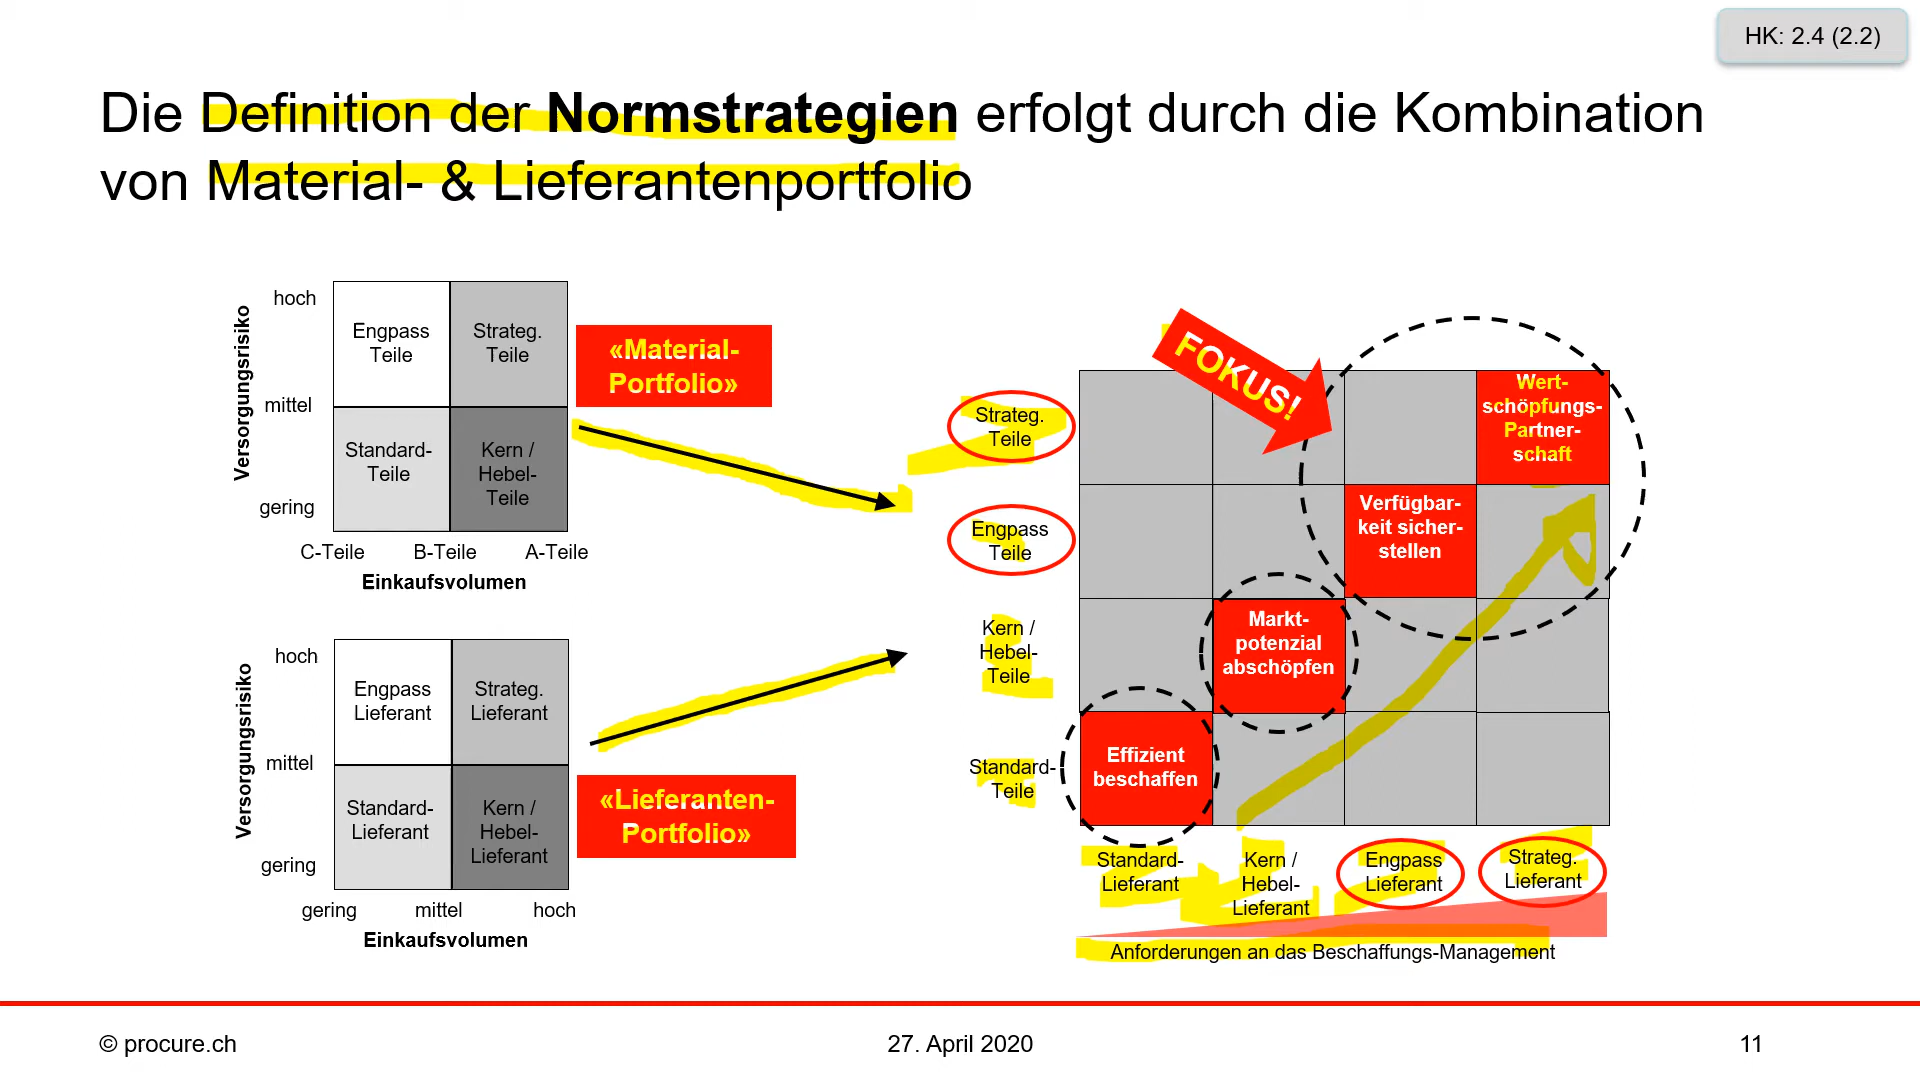 HK: 2.4 (2.2)
Die Definition der Normstrategien erfolgt durch die Kombination
von Material- & Lieferantenportfolio
Versorgungsrisiko
hoch
mittel
gering
Engpass
Teile
Strateg.
Teile
Standard-
Teile
Kern /
Hebel-
Teile
C-Teile
B-Teile
A-Teile
Einkaufsvolumen
«Material-
Portfolio»
Versorgungsrisiko
hoch
mittel
gering
Engpass
Lieferant
Strateg.
Lieferant
Standard-
Lieferant
Kern /
Hebel-
Lieferant
gering
mittel
hoch
Einkaufsvolumen
«Lieferanten-
Portfolio»
FOKUS!
Strateg.
Teile
Engpass
Teile
Kern /
Hebel-
Teile
Standard-
Teile
Wert-
schöpfungs-
Partner-
schaft
Verfügbar-
keit sicher-
stellen
Markt-
potenzial
abschöpfen
Effizient
beschaffen
Standard-
Lieferant
Kern /
Hebel-
Lieferant
Engpass
Lieferant
Strateg.
Lieferant
Anforderungen an das Beschaffungs-Management
© procure.ch
27. April 2020
11